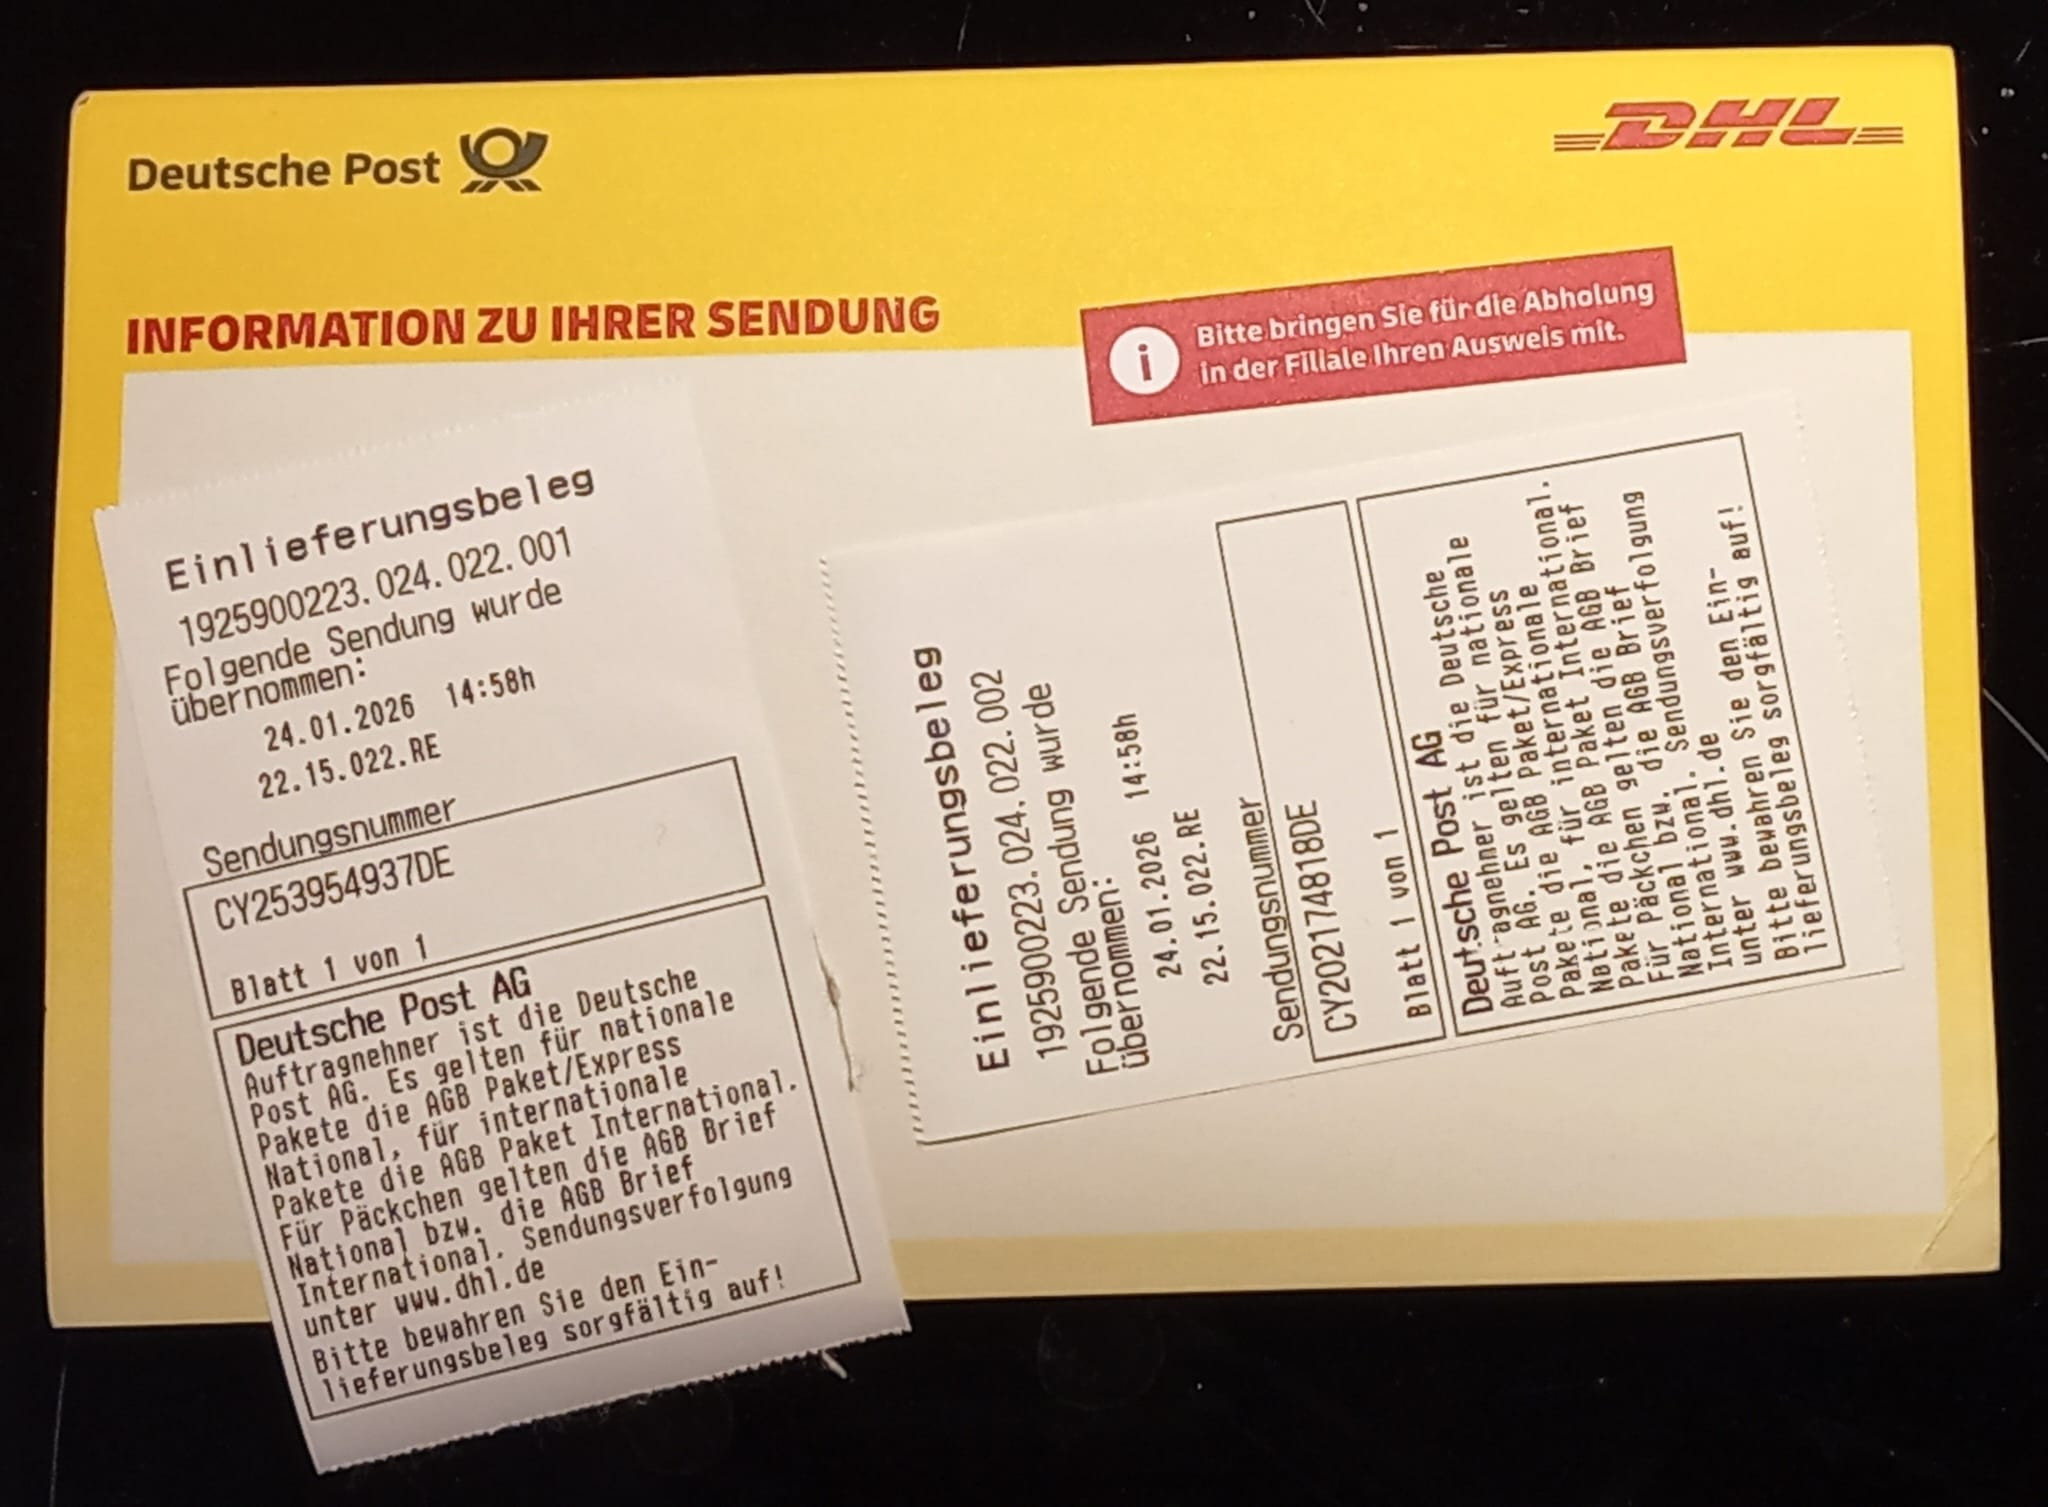 Deutsche Post
DHL
INFORMATION ZU IHRER SENDUNG
i
Bitte bringen Sie für die Abholung
in der Filiale Ihren Ausweis mit.
Einlieferungsbeleg
1925900223.024.022.001
Folgende Sendung wurde
übernommen:
24.01.2026 14:58h
22.15.022.RE
Sendungsnummer
CY253954937DE
Blatt 1 von 1
Deutsche Post AG
Auftragnehmer ist die Deutsche
Post AG. Es gelten für nationale
Pakete die AGB Paket/Express
National, für internationale
Pakete die AGB Paket International.
Für Päckchen gelten die AGB Brief
National bzw. die AGB Brief
International. Sendungsverfolgung
unter www.dhl.de
Bitte bewahren Sie den Ein-
lieferungsbeleg sorgfältig auf!
Einlieferungsbeleg
1925900223.024.022.002
Folgende Sendung wurde
übernommen:
24.01.2026 14:58h
22.15.022.RE
Sendungsnummer
CY202174818DE
Blatt 1 von 1
Deutsche Post AG
Auftragnehmer ist die Deutsche
Post AG. Es gelten für nationale
Pakete die AGB Paket/Express
National, für internationale
Pakete die AGB Paket International.
Für Päckchen gelten die AGB Brief
National bzw. die AGB Brief
International. Sendungsverfolgung
unter www.dhl.de
Bitte bewahren Sie den Ein-
lieferungsbeleg sorgfältig auf!